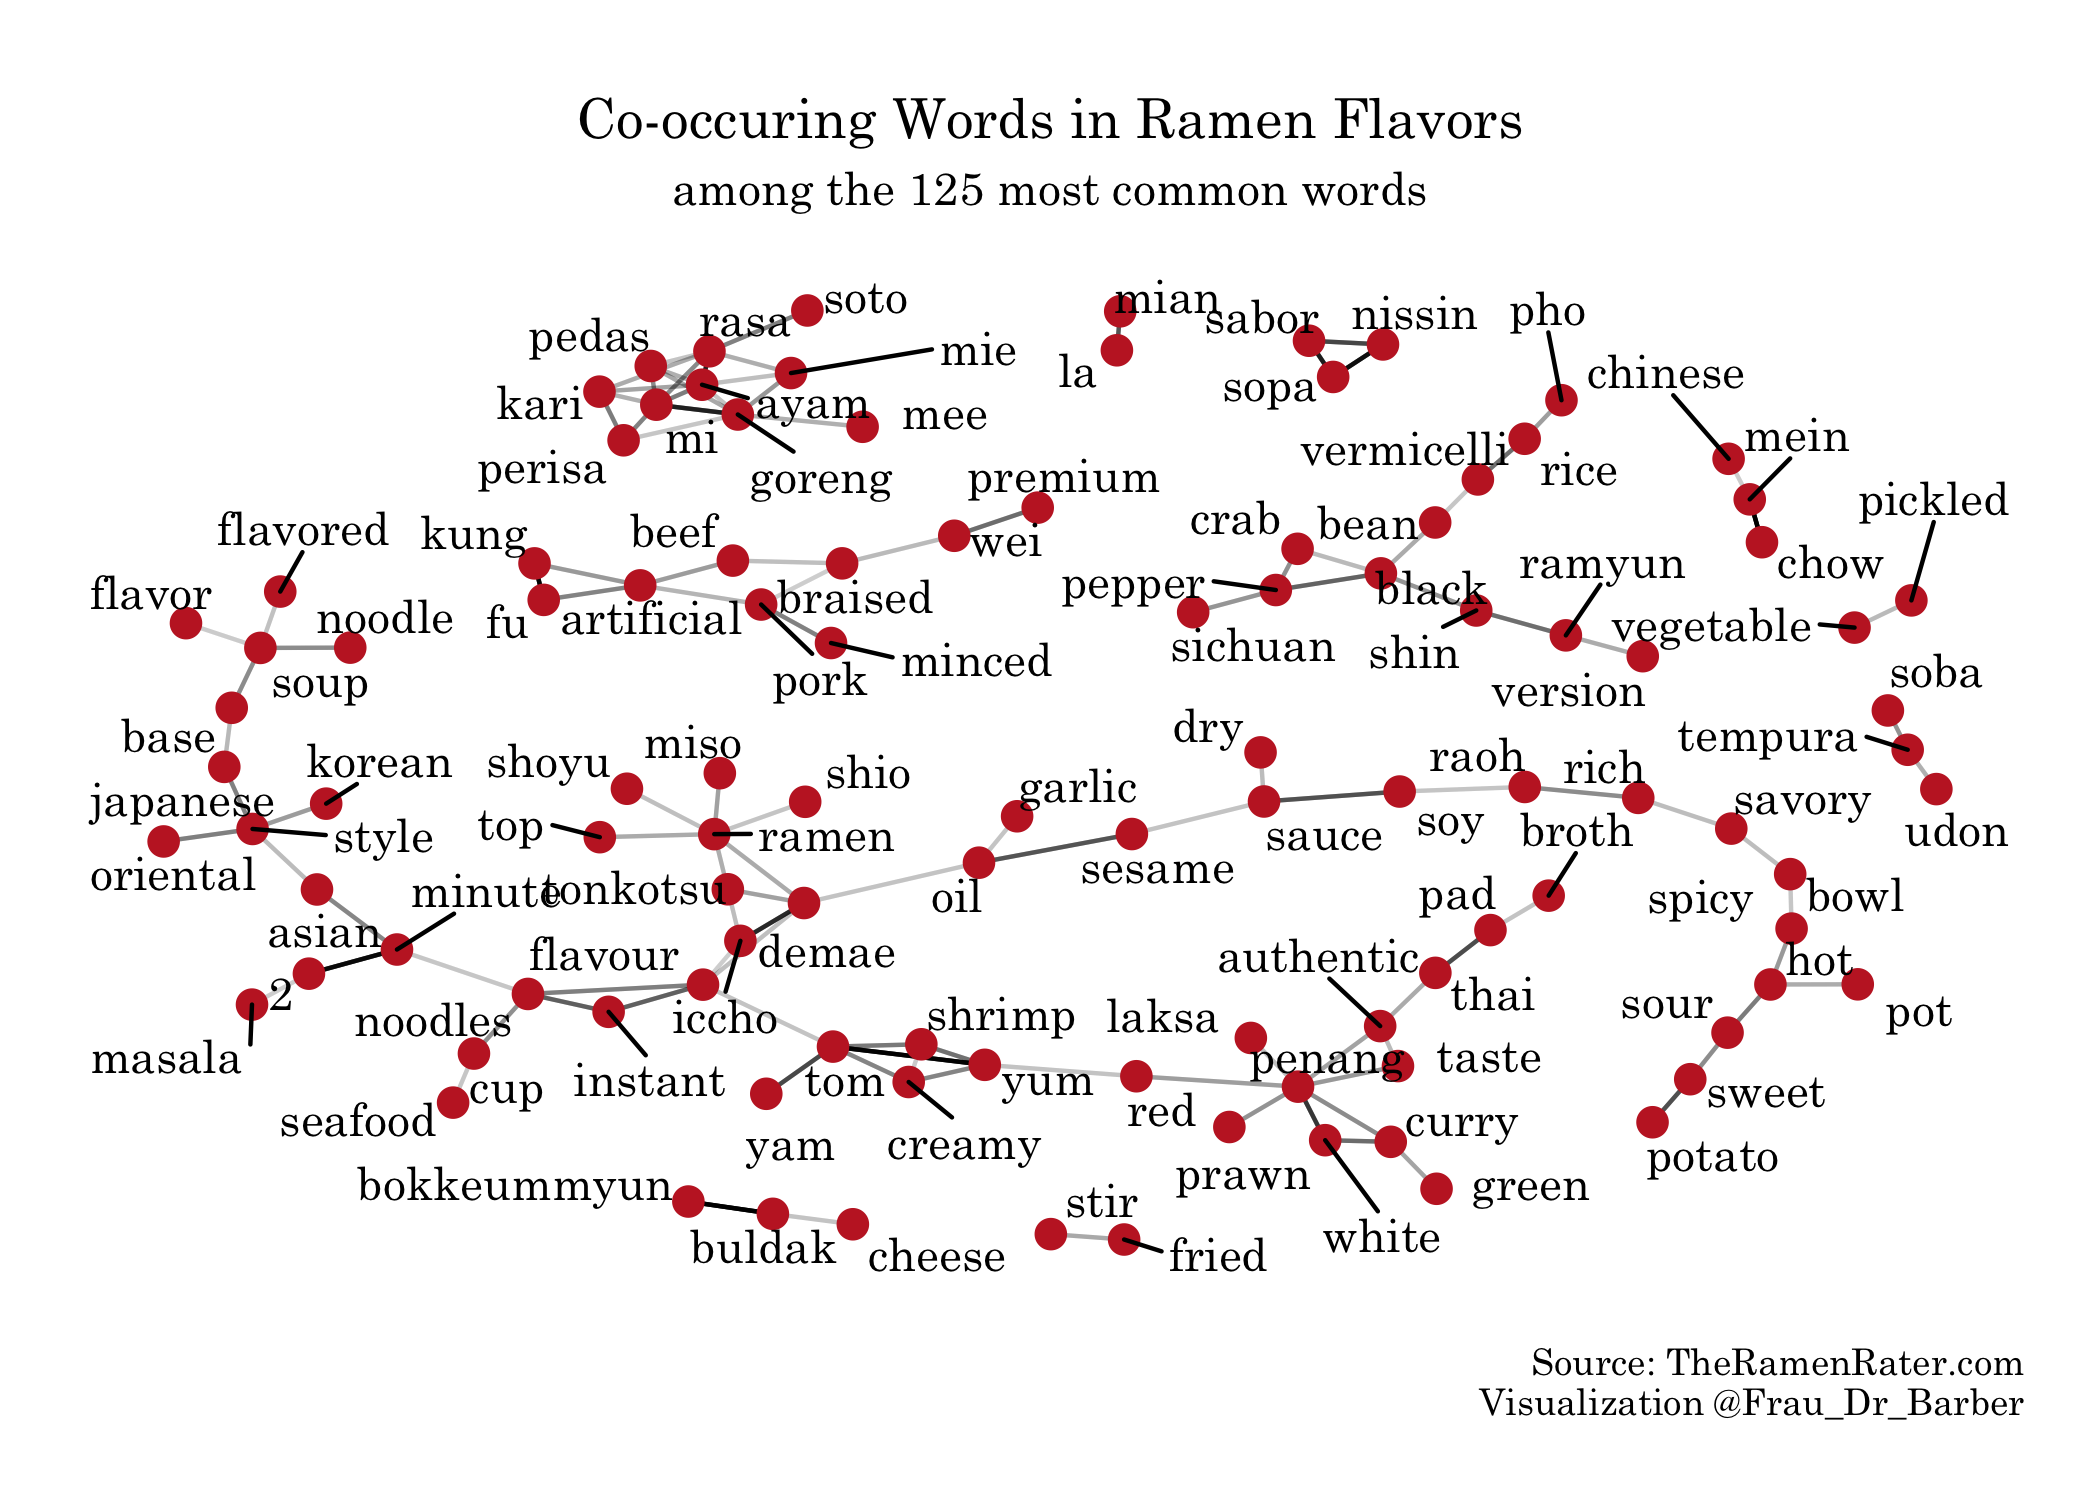 Co-occuring Words in Ramen Flavors
among the 125 most common words
soto
mian
pedas
rasa
sabor
nissin
pho
mie
la
sopa
chinese
kari
ayam
mee
mi
vermicelli
mein
perisa
goreng
premium
rice
pickled
flavored
kung
beef
wei
crab
bean
chow
flavor
noodle
fu
artificial
braised
pepper
black
ramyun
vegetable
soup
pork
minced
sichuan
shin
version
soba
base
korean
shoyu
miso
shio
dry
raoh
rich
tempura
japanese
style
top
ramen
garlic
sauce
soy
broth
savory
udon
oriental
minute
tonkotsu
oil
sesame
pad
spicy
bowl
asian
flavour
demae
authentic
hot
2
noodles
iccho
shrimp
laksa
thai
sour
pot
masala
cup
instant
tom
yum
penang
taste
seafood
yam
creamy
red
curry
sweet
bokkeummyun
prawn
green
potato
buldak
cheese
stir
fried
white
Source: TheRamenRater.com
Visualization @Frau_Dr_Barber